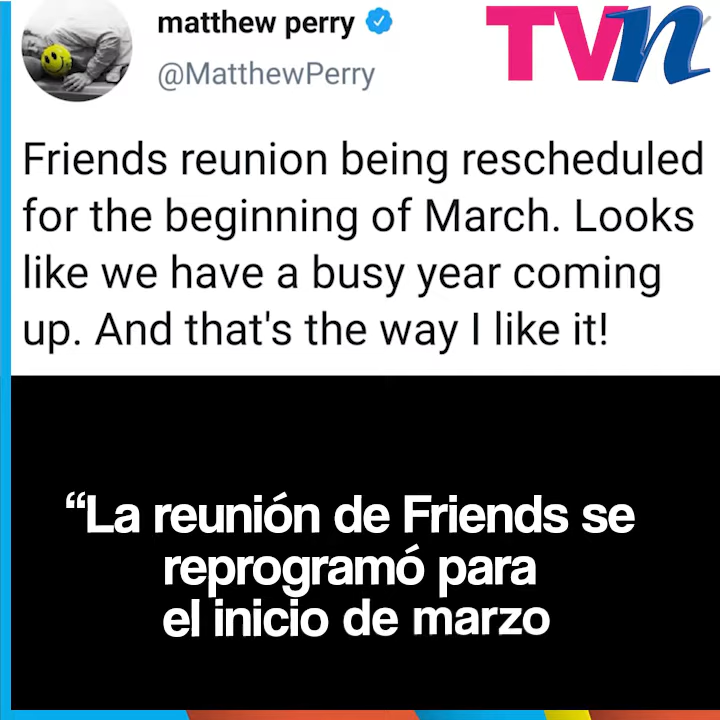 matthew perry
TVn
@MatthewPerry
Friends reunion being rescheduled
for the beginning of March. Looks
like we have a busy year coming
up. And that's the way I like it!
“La reunión de Friends se
reprogramó para
el inicio de marzo